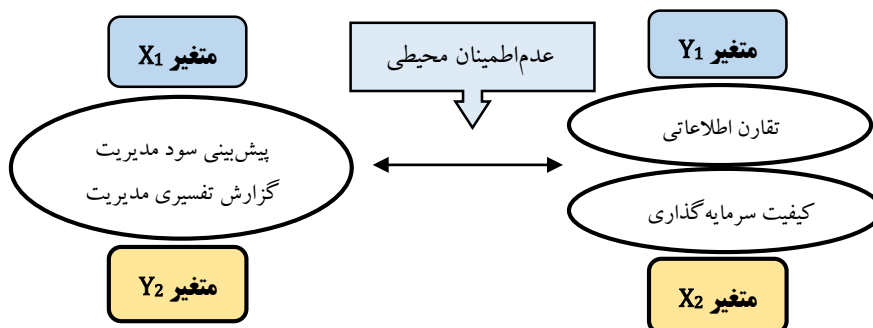 متغیر Y1
عدم‌اطمینان محیطی
متغیر X1
تقارن اطلاعاتی
پیش‌بینی سود مدیریت
گزارش تفسیری مدیریت
کیفیت سرمایه‌گذاری
متغیر X2
متغیر Y2